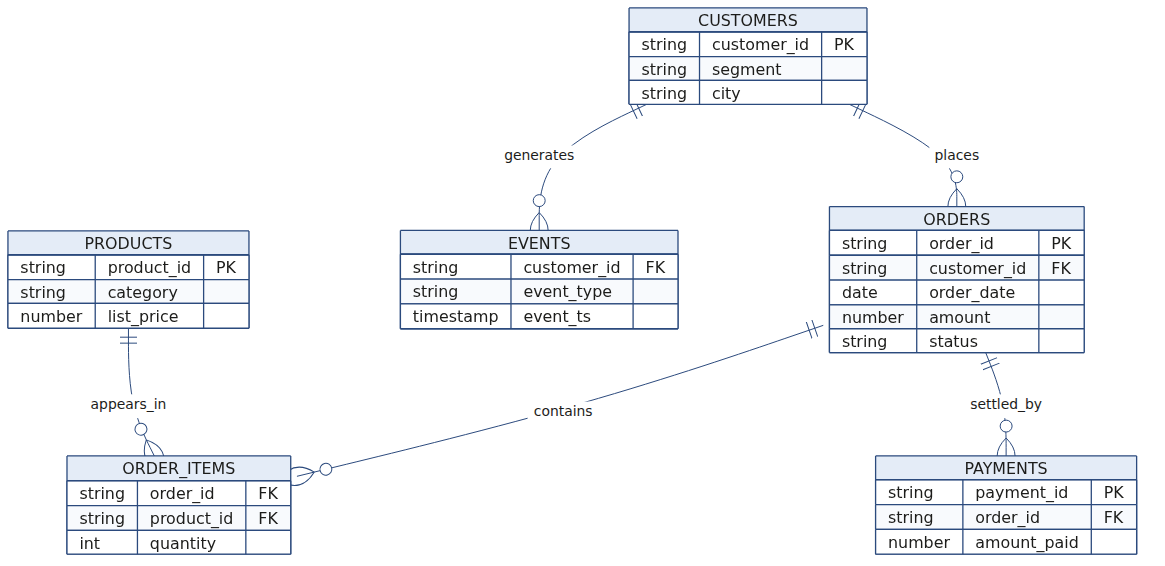 CUSTOMERS
string customer_id PK
string segment
string city
generates
places
PRODUCTS
string product_id PK
string category
number list_price
EVENTS
string customer_id FK
string event_type
timestamp event_ts
ORDERS
string order_id PK
string customer_id FK
date order_date
number amount
string status
appears_in
contains
settled_by
ORDER_ITEMS
string order_id FK
string product_id FK
int quantity
PAYMENTS
string payment_id PK
string order_id FK
number amount_paid